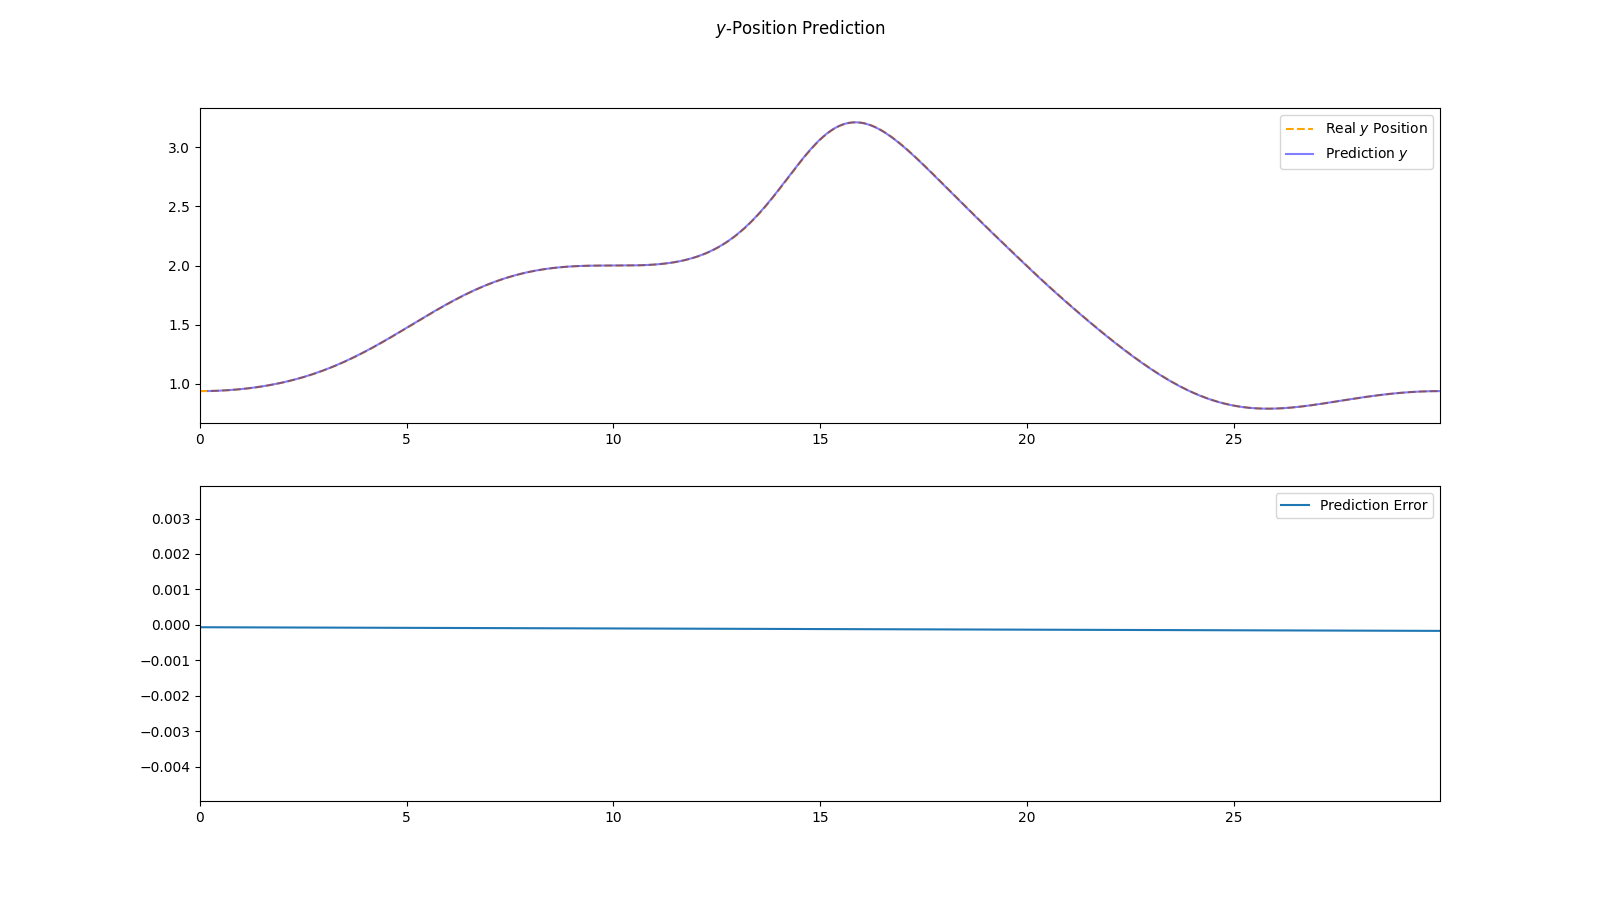 y-Position Prediction
Real y Position
Prediction y
3.0
2.5
2.0
1.5
1.0
0 5 10 15 20 25
Prediction Error
0.003
0.002
0.001
0.000
−0.001
−0.002
−0.003
−0.004
0 5 10 15 20 25